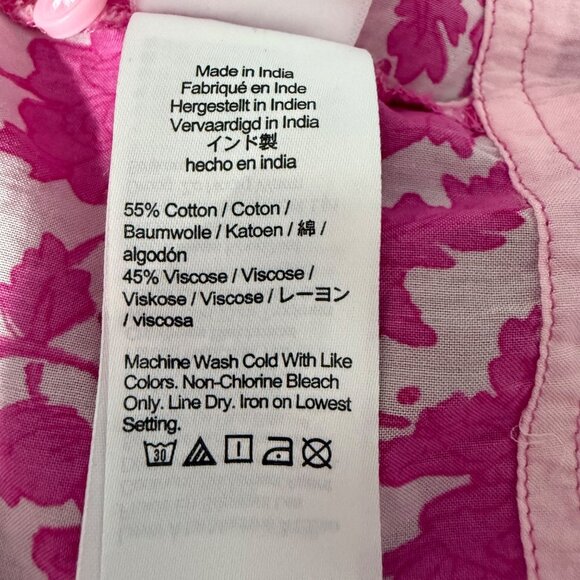 Made in India
Fabriqué en Inde
Hergestellt in Indien
Vervaardigd in India
インド製
hecho en india
55% Cotton / Coton /
Baumwolle / Katoen / 綿 /
algodón
45% Viscose / Viscose /
Viskose / Viscose / レーヨン
/ viscosa
Machine Wash Cold With Like
Colors. Non-Chlorine Bleach
Only. Line Dry. Iron on Lowest
Setting.
30